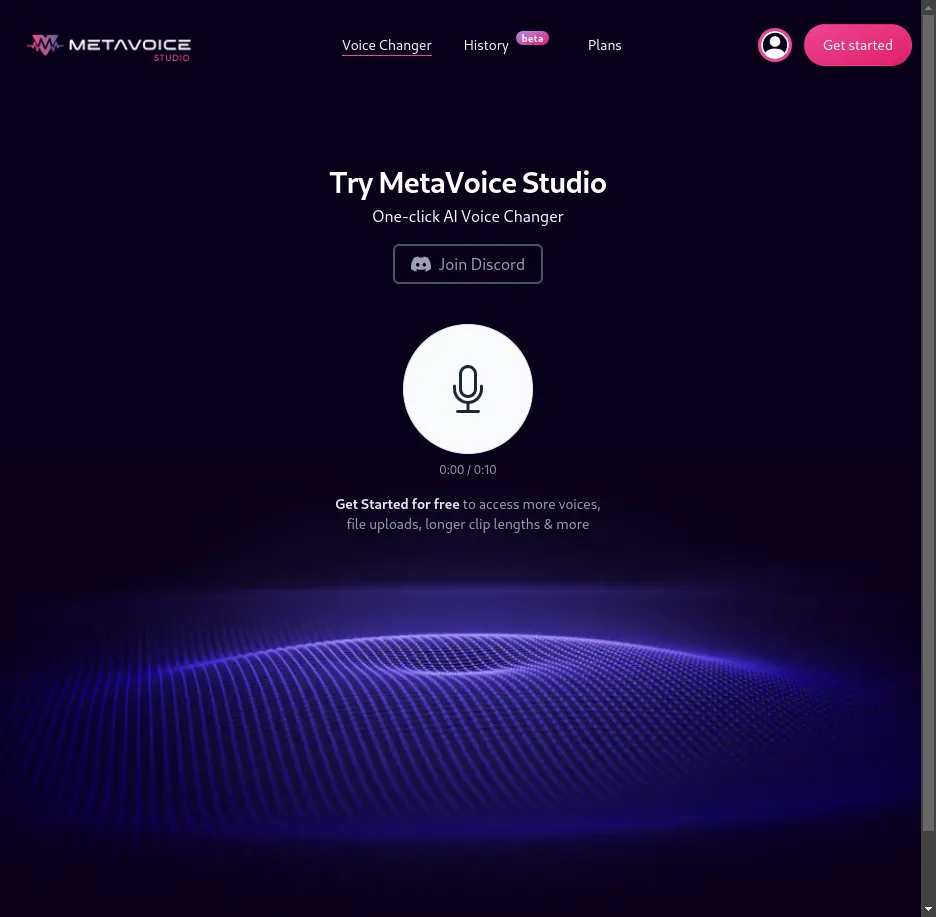 METAVOICE
STUDIO
Voice Changer
History
beta
Plans
Get started
Try MetaVoice Studio
One-click AI Voice Changer
Join Discord
0:00 / 0:10
Get Started for free to access more voices,
file uploads, longer clip lengths & more